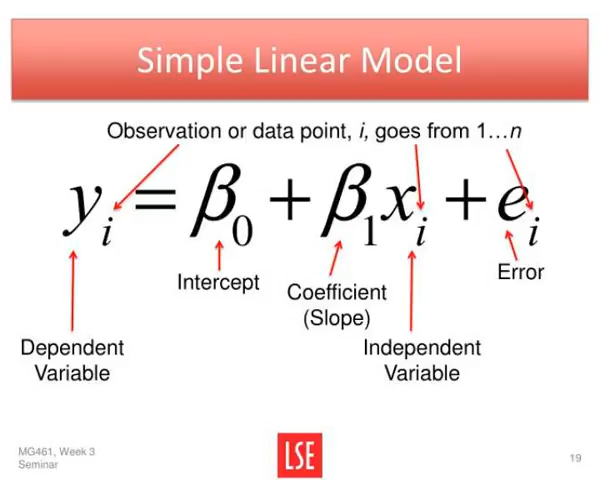 Simple Linear Model
Observation or data point, i, goes from 1…n
yᵢ = β₀ + β₁xᵢ + eᵢ
Intercept
Coefficient
(Slope)
Error
Dependent
Variable
Independent
Variable
MG461, Week 3
Seminar
LSE
19